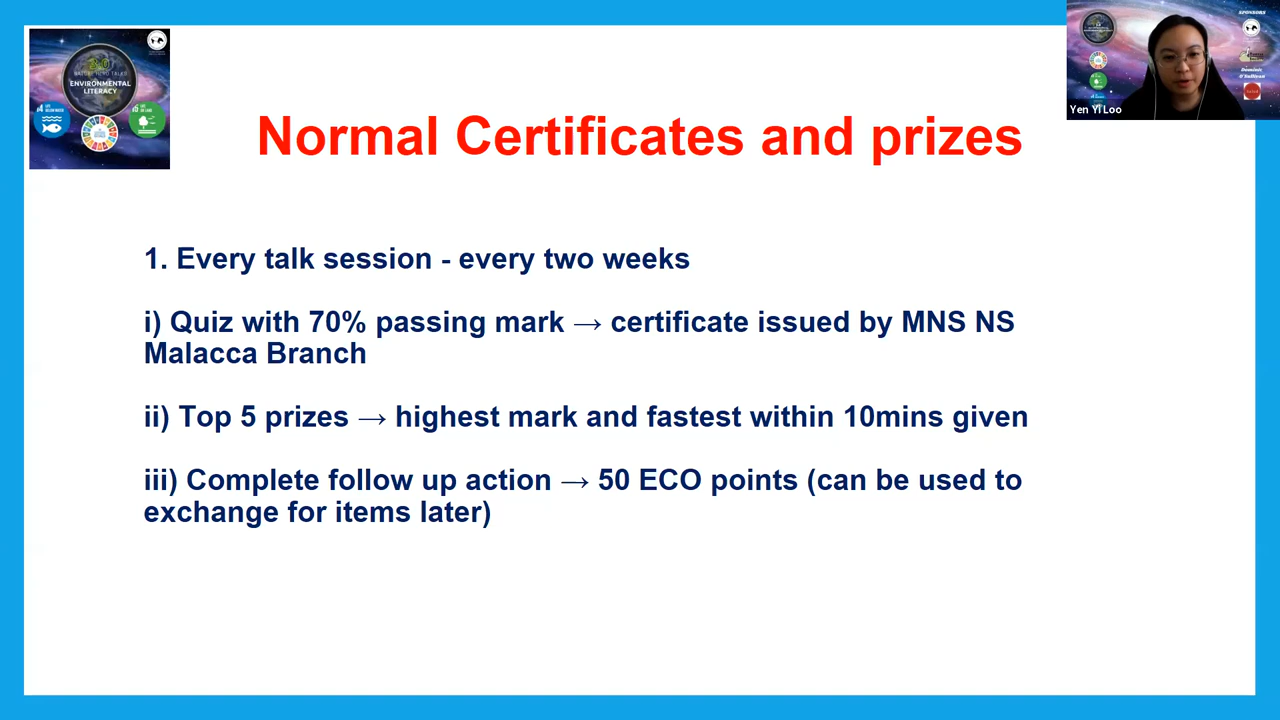 ENVIRONMENTAL
LITERACY
SPONSORS
Yen Yi Loo
Normal Certificates and prizes
1. Every talk session - every two weeks
i) Quiz with 70% passing mark → certificate issued by MNS NS
Malacca Branch
ii) Top 5 prizes → highest mark and fastest within 10mins given
iii) Complete follow up action → 50 ECO points (can be used to
exchange for items later)